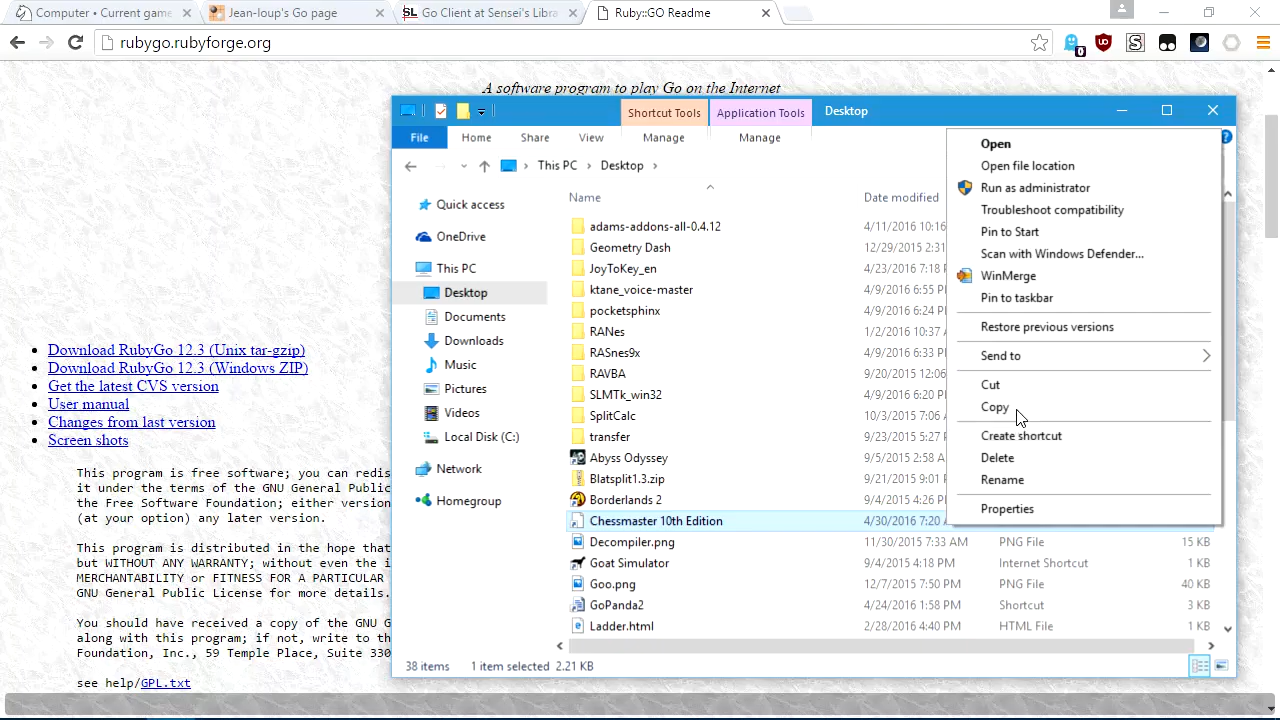 Computer • Current game
Jean-loup's Go page
SL Go Client at Sensei's Libra
Ruby::GO Readme
rubygo.rubyforge.org
0
A software program to play Go on the Internet
Shortcut Tools
Application Tools
Desktop
File
Home
Share
View
Manage
Manage
This PC
Desktop
Name
Date modified
Quick access
OneDrive
This PC
Desktop
Documents
Downloads
Music
Pictures
Videos
Local Disk (C:)
Network
Homegroup
adams-addons-all-0.4.12 4/11/2016 10:16
Geometry Dash 12/29/2015 2:31
JoyToKey_en 4/23/2016 7:18
ktane_voice-master 4/9/2016 6:55 P
pocketsphinx 4/9/2016 6:24 P
RANes 1/2/2016 10:37
RASnes9x 4/9/2016 6:33
RAVBA 9/20/2015 12:06
SLMTk_win32 4/9/2016 6:20 P
SplitCalc 10/3/2015 7:06
transfer 9/23/2015 5:27
Abyss Odyssey 9/5/2015 2:58
Blatsplit1.3.zip 9/21/2015 9:01
Borderlands 2 9/4/2015 4:26 P
Chessmaster 10th Edition 4/30/2016 7:20
Decompiler.png 11/30/2015 7:33 AM PNG File 15 KB
Goat Simulator 9/4/2015 4:18 PM Internet Shortcut 1 KB
Goo.png 12/7/2015 7:50 PM PNG File 40 KB
GoPanda2 4/24/2016 1:58 PM Shortcut 3 KB
Ladder.html 2/28/2016 4:40 PM HTML File 1 KB
38 items 1 item selected 2.21 KB
Open
Open file location
Run as administrator
Troubleshoot compatibility
Pin to Start
Scan with Windows Defender...
WinMerge
Pin to taskbar
Restore previous versions
Send to
Cut
Copy
Create shortcut
Delete
Rename
Properties
Download RubyGo 12.3 (Unix tar-gzip)
Download RubyGo 12.3 (Windows ZIP)
Get the latest CVS version
User manual
Changes from last version
Screen shots
This program is free software; you can redis
it under the terms of the GNU General Public
the Free Software Foundation; either version
(at your option) any later version.
This program is distributed in the hope that
but WITHOUT ANY WARRANTY; without even the i
MERCHANTABILITY or FITNESS FOR A PARTICULAR
GNU General Public License for more details.
You should have received a copy of the GNU G
along with this program; if not, write to th
Foundation, Inc., 59 Temple Place, Suite 330
see help/GPL.txt